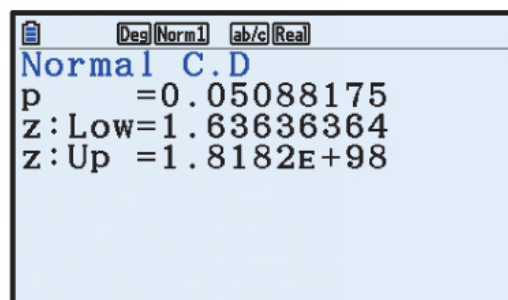 Deg Norm1 ab/c Real
Normal C.D
p =0.05088175
z:Low=1.63636364
z:Up =1.8182E+98